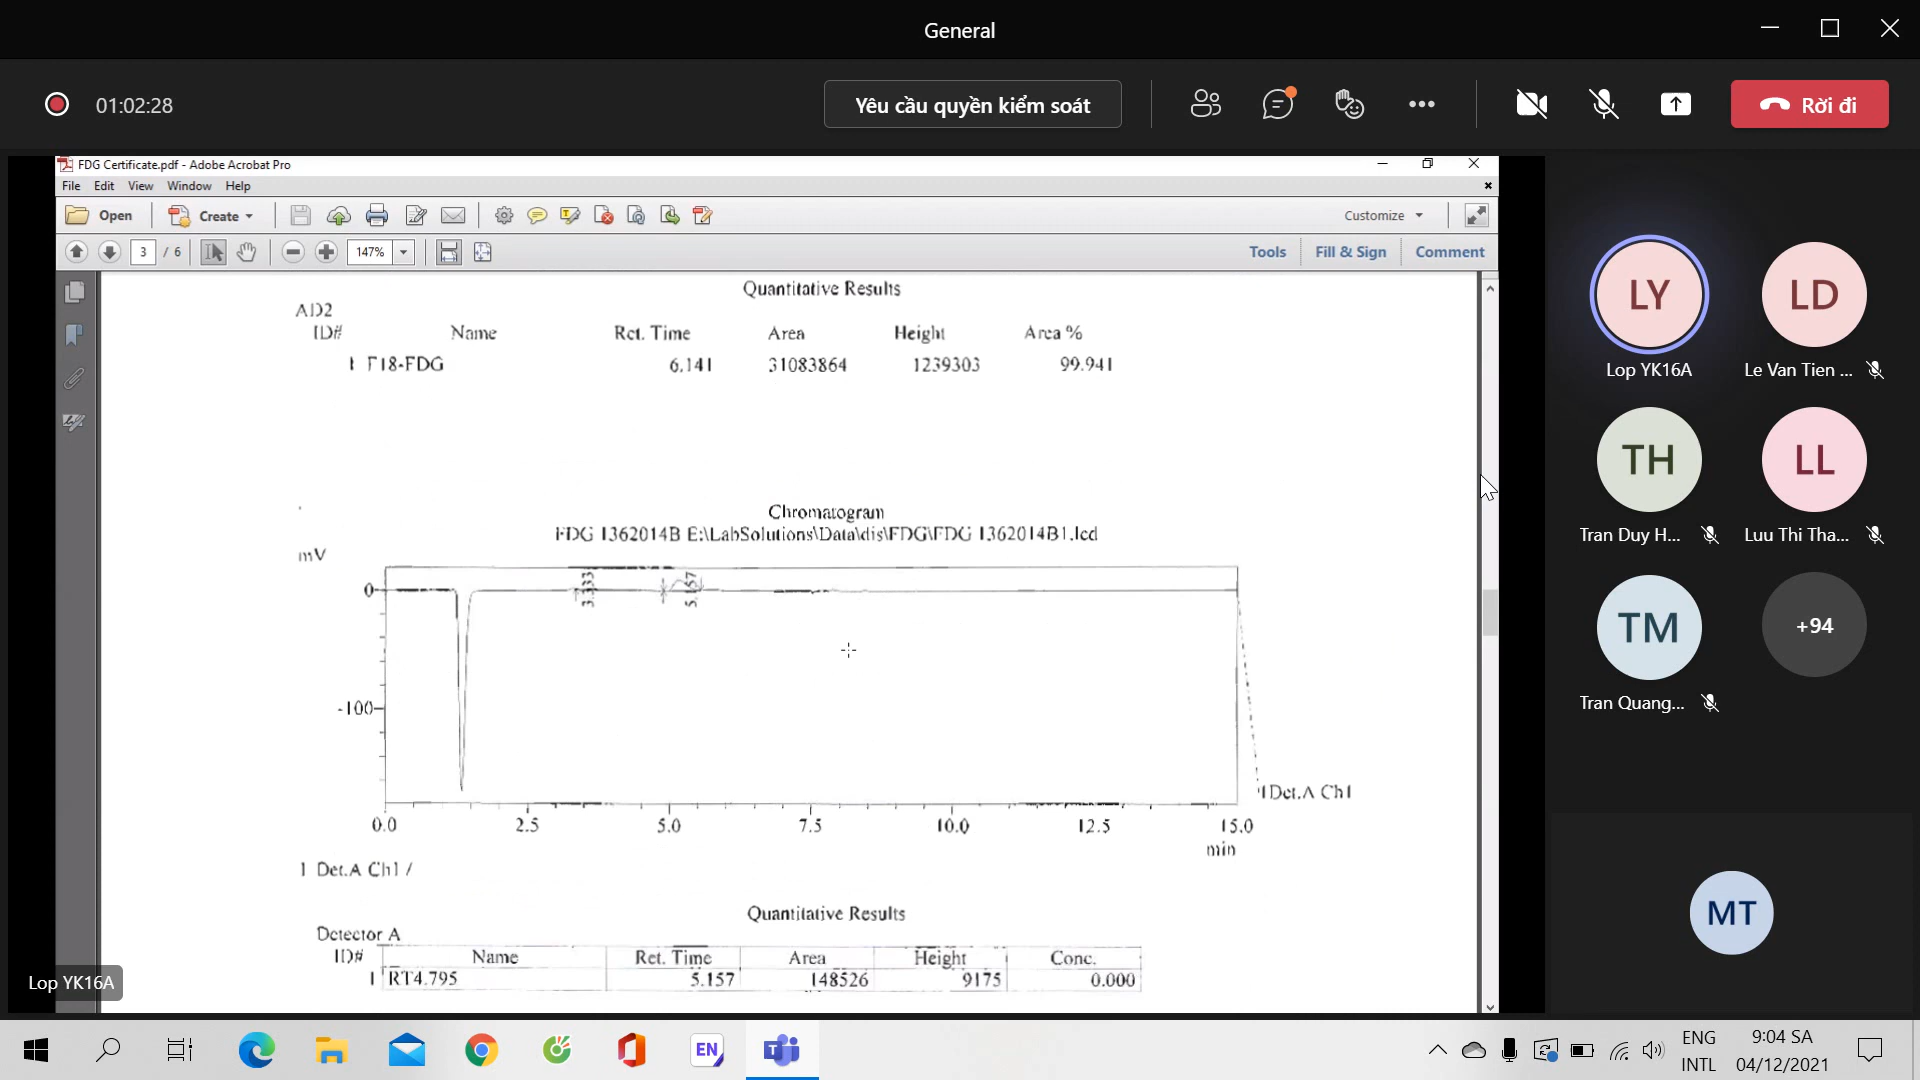 General
01:02:28
Yêu cầu quyền kiểm soát
Rời đi
FDG Certificate.pdf - Adobe Acrobat Pro
File Edit View Window Help
Open Create Customize
3 / 6 147% Tools Fill & Sign Comment
Quantitative Results
AD2
ID# Name Ret. Time Area Height Area %
1 F18-FDG 6.141 31083864 1239303 99.941
Chromatogram
FDG 1362014B E:\LabSolutions\Data\dis\FDG\FDG 1362014B1.lcd
mV
0
3.333
5.157
-100
1Det.A Ch1
0.0 2.5 5.0 7.5 10.0 12.5 15.0
min
1 Det.A Ch1 /
Quantitative Results
Detector A
ID# Name Ret. Time Area Height Conc.
1 RT4.795 5.157 148526 9175 0.000
Lop YK16A
LY LD
Lop YK16A Le Van Tien ...
TH LL
Tran Duy H... Luu Thi Tha...
TM +94
Tran Quang...
MT
EN
T
ENG
INTL
9:04 SA
04/12/2021